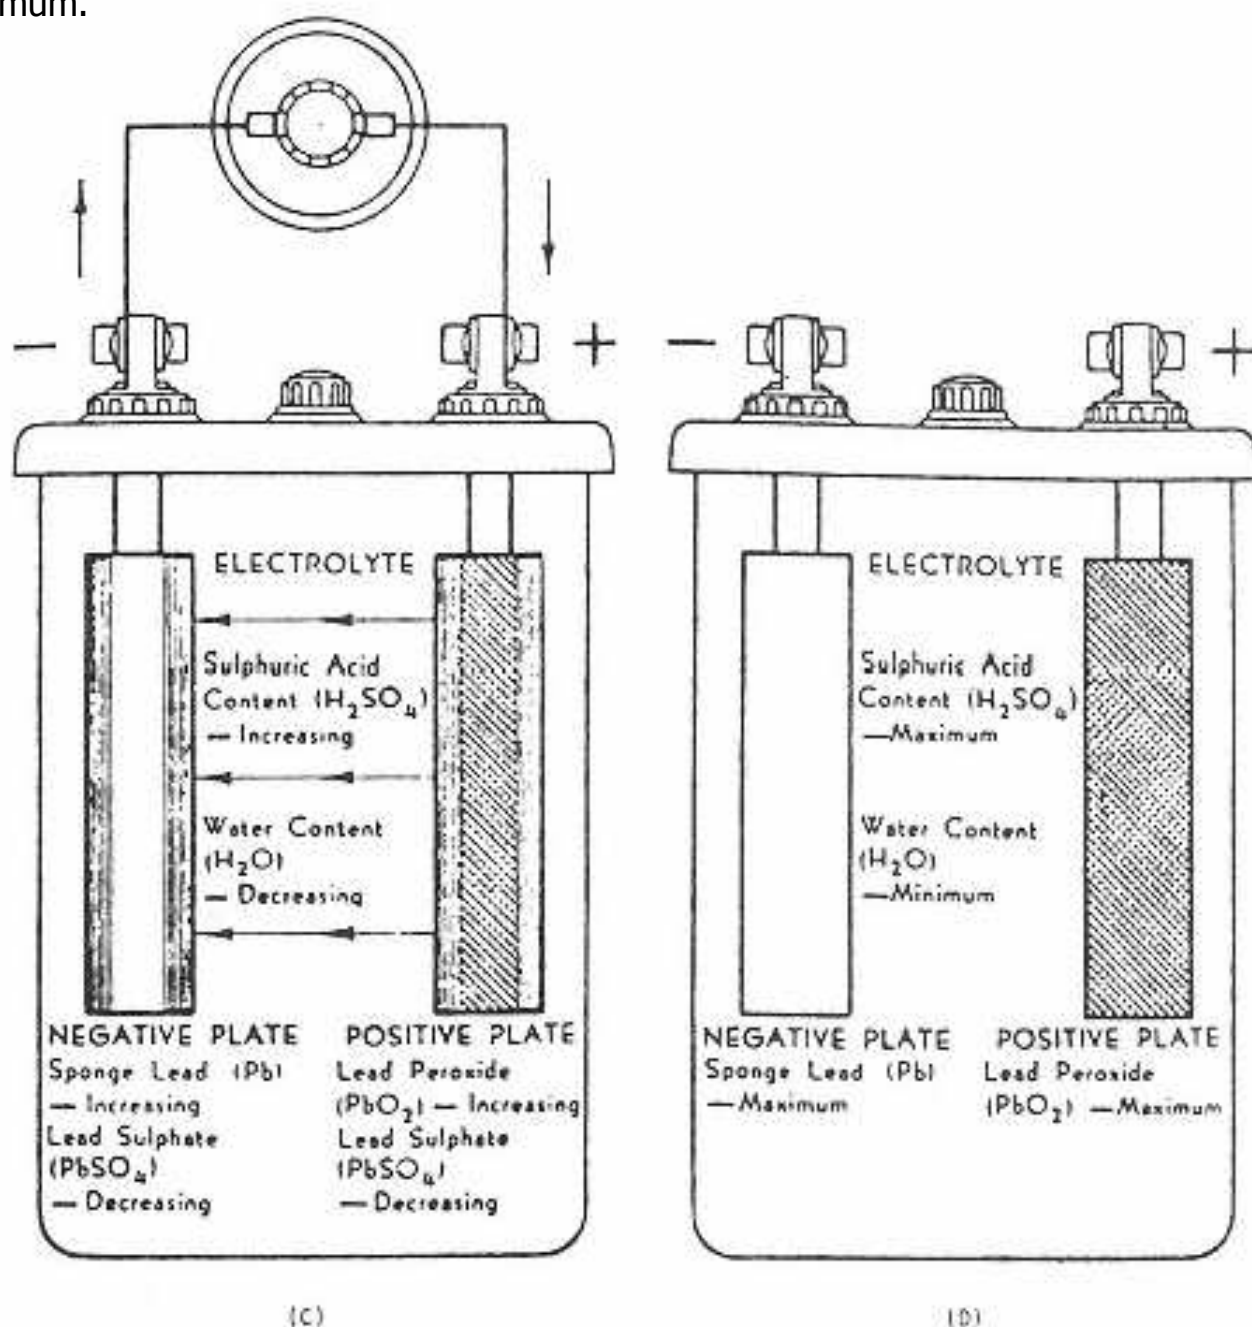 mum.
−
+
−
+
ELECTROLYTE
Sulphuric Acid
Content (H₂SO₄)
— Increasing
Water Content
(H₂O)
— Decreasing
NEGATIVE PLATE
Sponge Lead (Pb)
— Increasing
Lead Sulphate
(PbSO₄)
— Decreasing
POSITIVE PLATE
Lead Peroxide
(PbO₂) — Increasing
Lead Sulphate
(PbSO₄)
— Decreasing
(C)
ELECTROLYTE
Sulphuric Acid
Content (H₂SO₄)
—Maximum
Water Content
(H₂O)
—Minimum
NEGATIVE PLATE
Sponge Lead (Pb)
—Maximum
POSITIVE PLATE
Lead Peroxide
(PbO₂) —Maximum
(D)